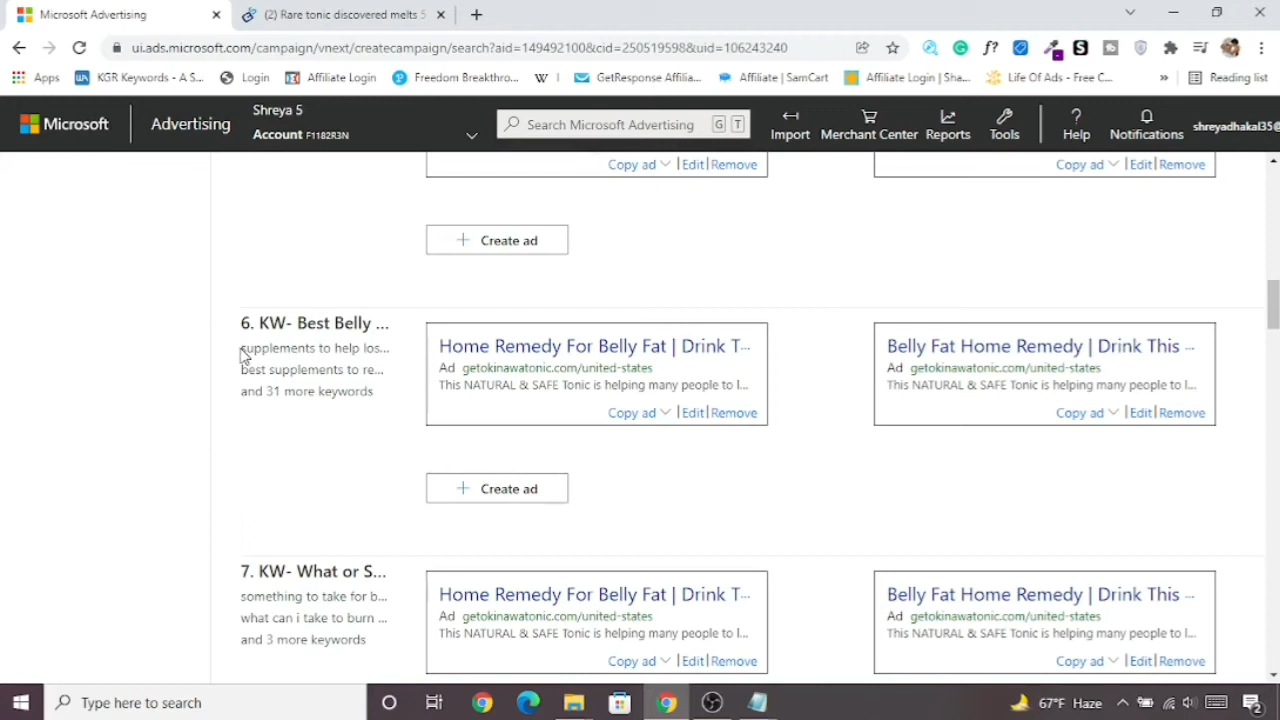 Microsoft Advertising
(2) Rare tonic discovered melts 5
ui.ads.microsoft.com/campaign/vnext/createcampaign/search?aid=149492100&cid=250519598&uid=106243240
Apps
KGR Keywords - A S...
Login
Affiliate Login
Freedom Breakthro...
GetResponse Affilia...
Affiliate | SamCart
Affiliate Login | Sha...
Life Of Ads - Free C...
»
Reading list
Microsoft
Advertising
Shreya 5
Account F1182R3N
Search Microsoft Advertising
G
T
Import
Merchant Center
Reports
Tools
Help
Notifications
shreyadhakal35@
Copy ad | Edit | Remove
Copy ad | Edit | Remove
+ Create ad
6. KW- Best Belly ...
supplements to help los...
best supplements to re...
and 31 more keywords
Home Remedy For Belly Fat | Drink T...
Ad getokinawatonic.com/united-states
This NATURAL & SAFE Tonic is helping many people to l...
Copy ad | Edit | Remove
Belly Fat Home Remedy | Drink This ...
Ad getokinawatonic.com/united-states
This NATURAL & SAFE Tonic is helping many people to l...
Copy ad | Edit | Remove
+ Create ad
7. KW- What or S...
something to take for b...
what can i take to burn ...
and 3 more keywords
Home Remedy For Belly Fat | Drink T...
Ad getokinawatonic.com/united-states
This NATURAL & SAFE Tonic is helping many people to l...
Copy ad | Edit | Remove
Belly Fat Home Remedy | Drink This ...
Ad getokinawatonic.com/united-states
This NATURAL & SAFE Tonic is helping many people to l...
Copy ad | Edit | Remove
Type here to search
67°F Haze
2